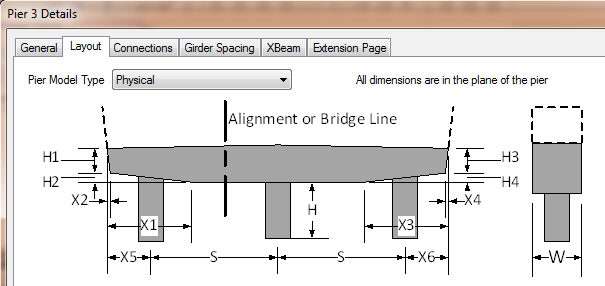 Pier 3 Details
General Layout Connections Girder Spacing XBeam Extension Page
Pier Model Type Physical All dimensions are in the plane of the pier
Alignment or Bridge Line
H1 H3
H2 H4
X2 X4
H
X1 X3
X5 S S X6 W